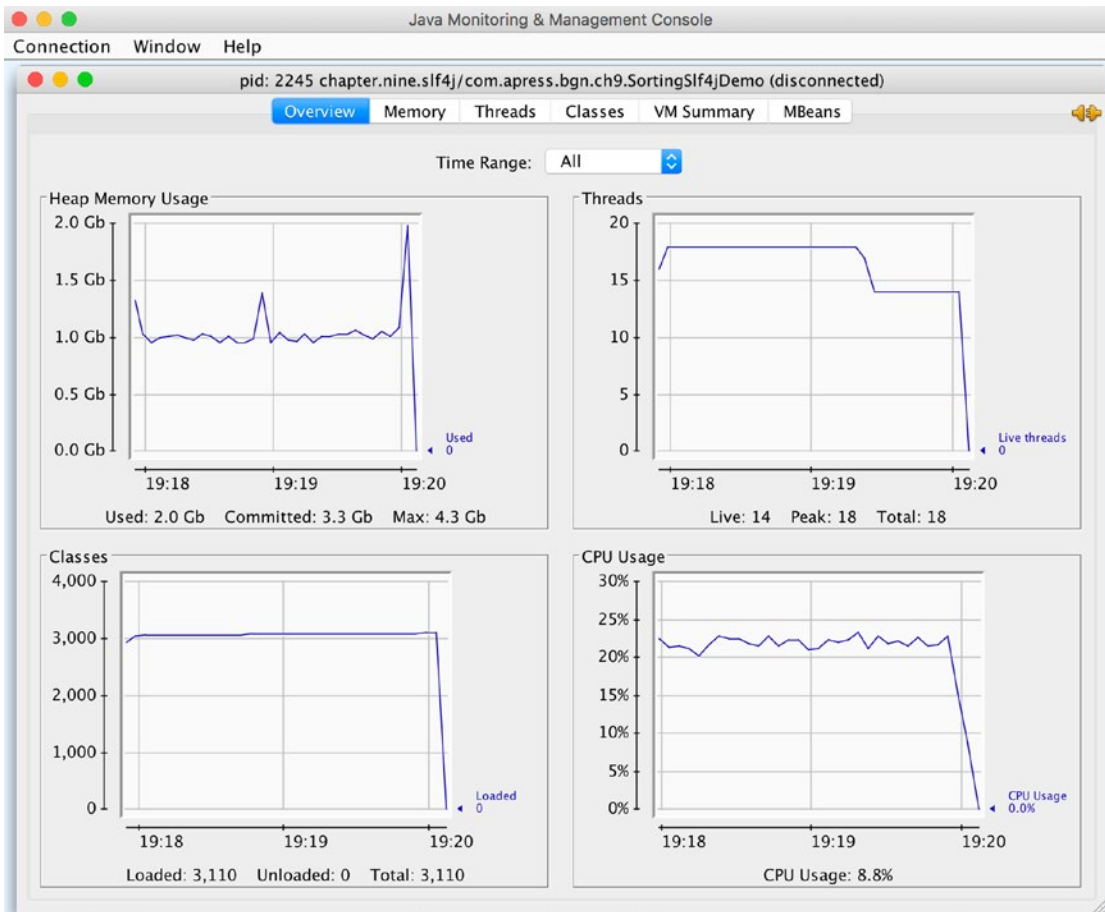 Java Monitoring & Management Console
Connection Window Help
pid: 2245 chapter.nine.slf4j/com.apress.bgn.ch9.SortingSlf4jDemo (disconnected)
Overview Memory Threads Classes VM Summary MBeans
Time Range: All
Heap Memory Usage
2.0 Gb
1.5 Gb
1.0 Gb
0.5 Gb
0.0 Gb
Used
0
19:18 19:19 19:20
Used: 2.0 Gb Committed: 3.3 Gb Max: 4.3 Gb
Threads
20
15
10
5
0
Live threads
0
19:18 19:19 19:20
Live: 14 Peak: 18 Total: 18
Classes
4,000
3,000
2,000
1,000
0
Loaded
0
19:18 19:19 19:20
Loaded: 3,110 Unloaded: 0 Total: 3,110
CPU Usage
30%
25%
20%
15%
10%
5%
0%
CPU Usage
0.0%
19:18 19:19 19:20
CPU Usage: 8.8%